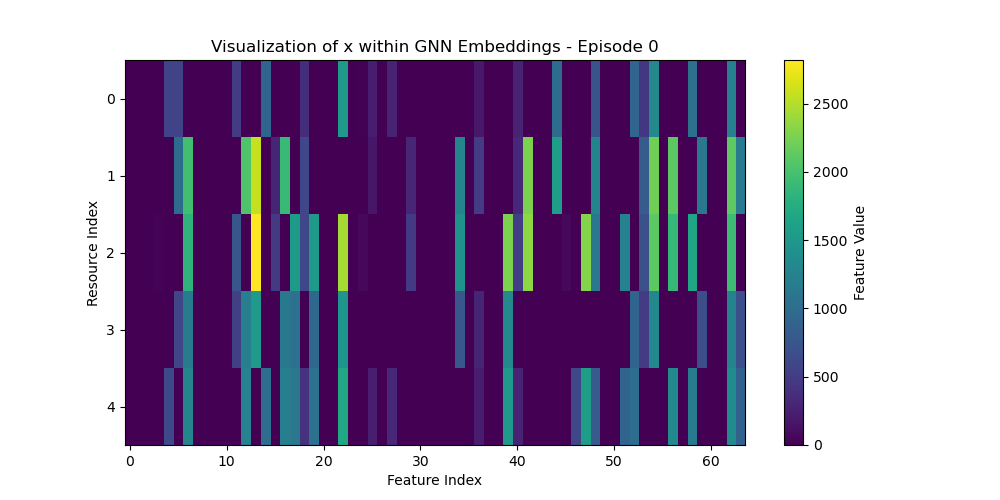 Visualization of x within GNN Embeddings - Episode 0
0
1
2
3
4
Resource Index
0 10 20 30 40 50 60
Feature Index
2500
2000
1500
1000
500
0
Feature Value